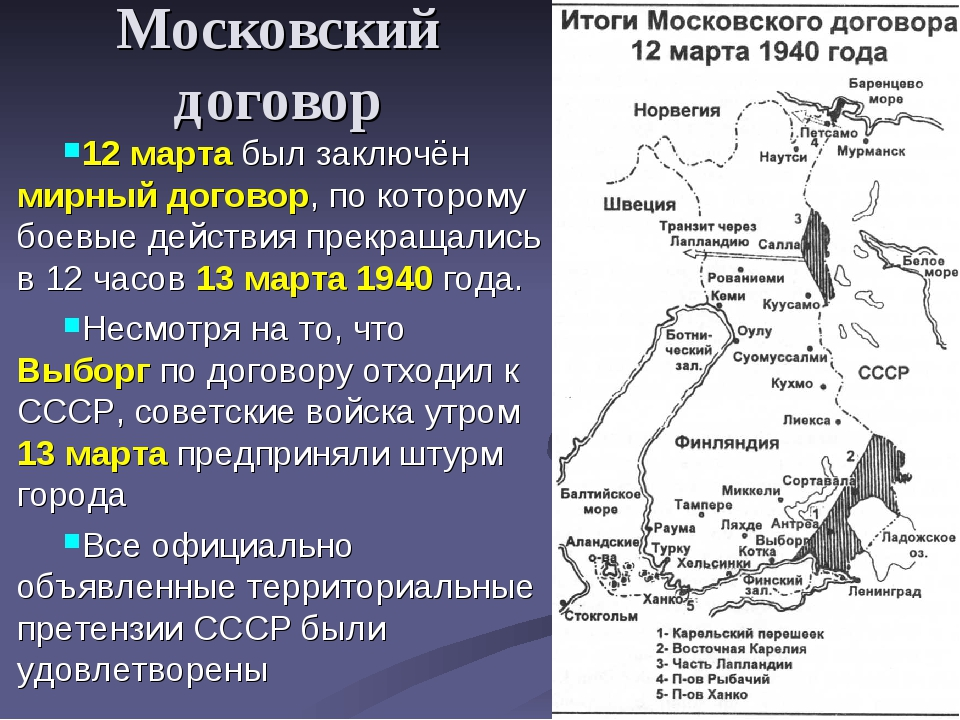 Московский
договор
12 марта был заключён
мирный договор, по которому
боевые действия прекращались
в 12 часов 13 марта 1940 года.
Несмотря на то, что
Выборг по договору отходил к
СССР, советские войска утром
13 марта предприняли штурм
города
Все официально
объявленные территориальные
претензии СССР были
удовлетворены
Итоги Московского договора
12 марта 1940 года
Баренцево
море
Норвегия
Петсамо
4
Мурманск
Наутси
Швеция
3
Транзит через
Лапландию
Салла
Белое
море
Рованиеми
Кеми
Куусамо
Ботни-
ческий
зал.
Оулу
Суомуссалми
СССР
Кухмо
Лиекса
Финляндия
2
Сортавала
Миккели
Балтийское
море
Тампере
1
Ляхде
Антреа
Раума
Выборг
Ладожское
оз.
Аландские
о-ва
Турку
Котка
Хельсинки
Финский
зал.
Ленинград
Ханко
5
Стокгольм
1- Карельский перешеек
2- Восточная Карелия
3- Часть Лапландии
4- П-ов Рыбачий
5- П-ов Ханко